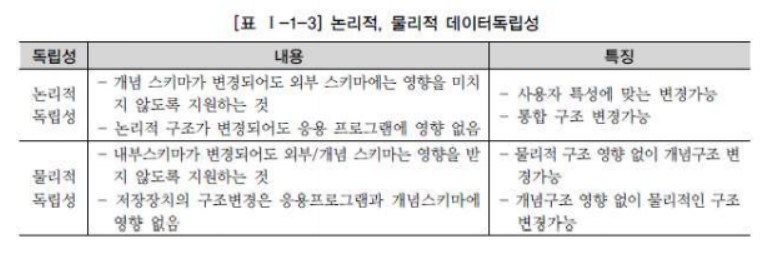 [표 Ⅰ-1-3] 논리적, 물리적 데이터독립성
독립성 내용 특징
논리적
독립성
- 개념 스키마가 변경되어도 외부 스키마에는 영향을 미치
지 않도록 지원하는 것
- 논리적 구조가 변경되어도 응용 프로그램에 영향 없음
- 사용자 특성에 맞는 변경가능
- 통합 구조 변경가능
물리적
독립성
- 내부스키마가 변경되어도 외부/개념 스키마는 영향을 받
지 않도록 지원하는 것
- 저장장치의 구조변경은 응용프로그램과 개념스키마에
영향 없음
- 물리적 구조 영향 없이 개념구조 변
경가능
- 개념구조 영향 없이 물리적인 구조
변경가능